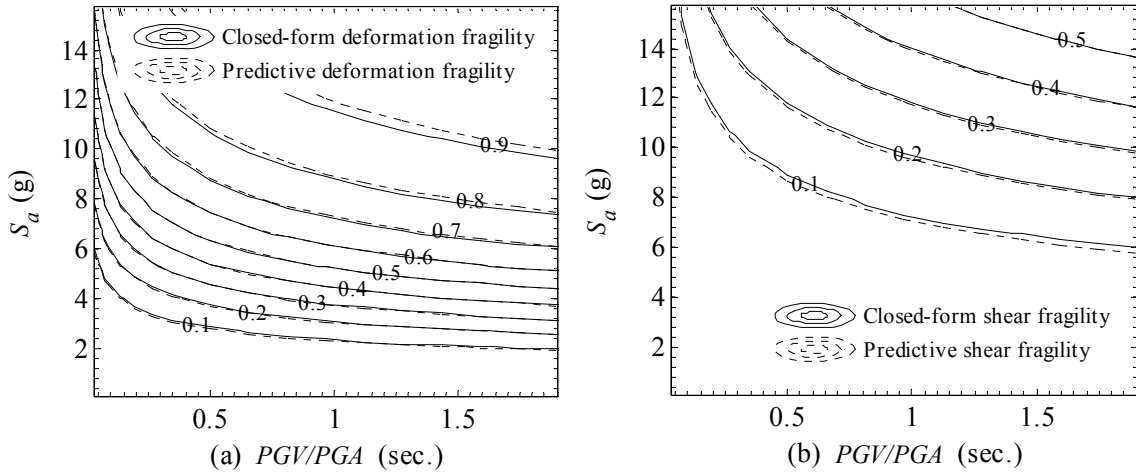 14
12
10
8
6
4
2
S_a (g)
Closed-form deformation fragility
Predictive deformation fragility
0.9
0.8
0.7
0.6
0.5
0.4
0.3
0.2
0.1
0.5 1 1.5
(a) PGV/PGA (sec.)
14
12
10
8
6
4
2
S_a (g)
0.5
0.4
0.3
0.2
0.1
Closed-form shear fragility
Predictive shear fragility
0.5 1 1.5
(b) PGV/PGA (sec.)